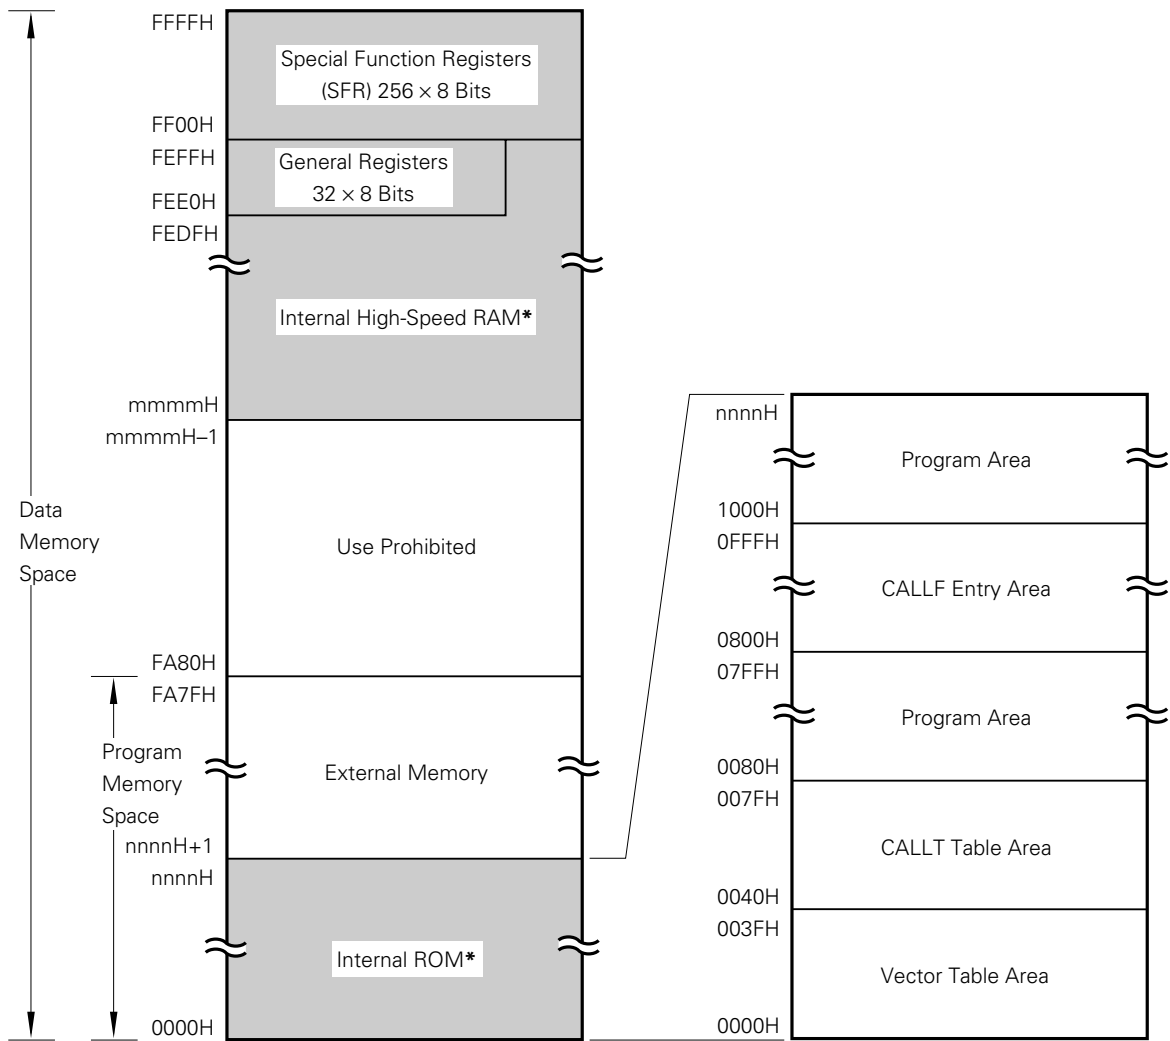 FFFFH
Special Function Registers
(SFR) 256 × 8 Bits
FF00H
FEFFH
General Registers
32 × 8 Bits
FEE0H
FEDFH
Internal High-Speed RAM*
mmmmH
mmmmH–1
Data
Memory
Space
Use Prohibited
FA80H
FA7FH
Program
Memory
Space
External Memory
nnnnH+1
nnnnH
Internal ROM*
0000H
nnnnH
Program Area
1000H
0FFFH
CALLF Entry Area
0800H
07FFH
Program Area
0080H
007FH
CALLT Table Area
0040H
003FH
Vector Table Area
0000H